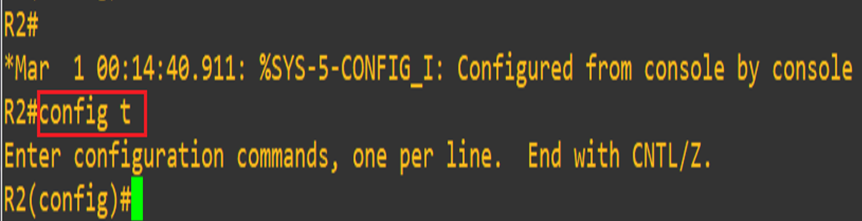 R2#
*Mar  1 00:14:40.911: %SYS-5-CONFIG_I: Configured from console by console
R2#config t
Enter configuration commands, one per line.  End with CNTL/Z.
R2(config)#